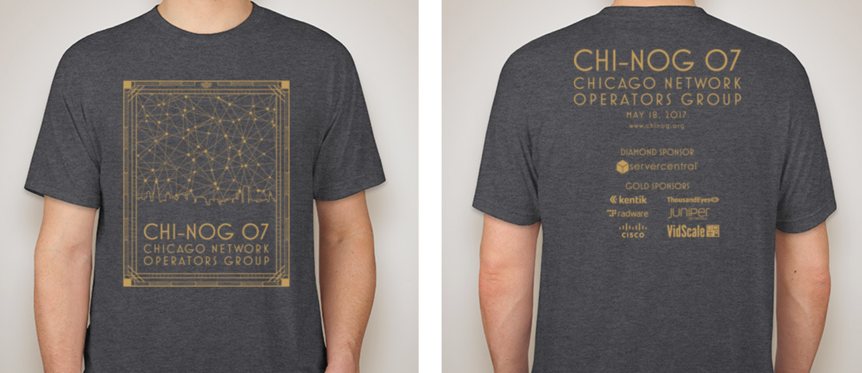 CHI-NOG 07
CHICAGO NETWORK
OPERATORS GROUP
CHI-NOG 07
CHICAGO NETWORK
OPERATORS GROUP
MAY 18, 2017
www.chinog.org
DIAMOND SPONSOR
servercentral
GOLD SPONSORS
kentik ThousandEyes
radware JUNIPER
CISCO VidScale